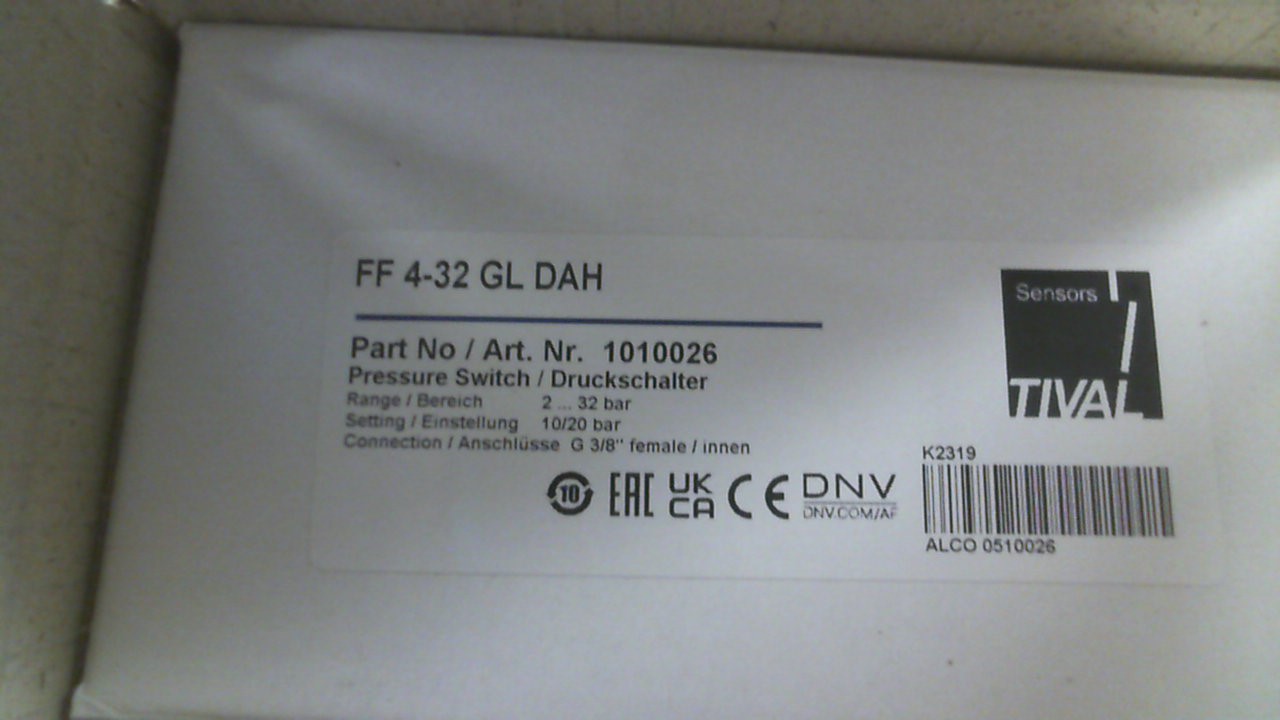 FF 4-32 GL DAH
Sensors
TIVAL
Part No / Art. Nr. 1010026
Pressure Switch / Druckschalter
Range / Bereich 2 ... 32 bar
Setting / Einstellung 10/20 bar
Connection / Anschlüsse G 3/8" female / innen
10 EAC UK CA CE DNV
DNV.COM/AF
K2319
ALCO 0510026